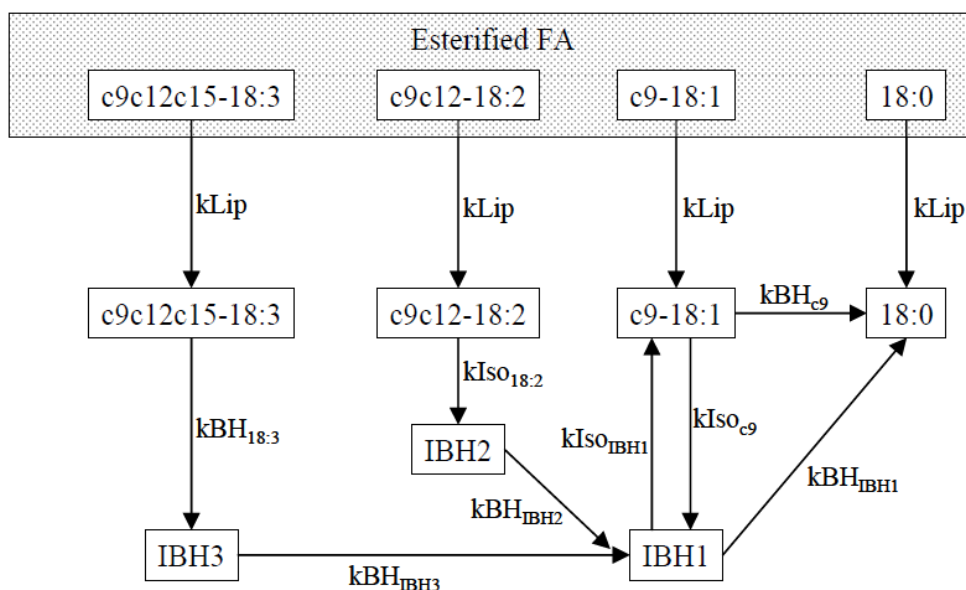 Esterified FA
c9c12c15-18:3 c9c12-18:2 c9-18:1 18:0
kLip kLip kLip kLip
c9c12c15-18:3 c9c12-18:2 c9-18:1 kBHc9 18:0
kIso18:2
kBH18:3 IBH2 kIsoIBH1 kIsoc9 kBHIBH1
kBHIBH2
IBH3 kBHIBH3 IBH1